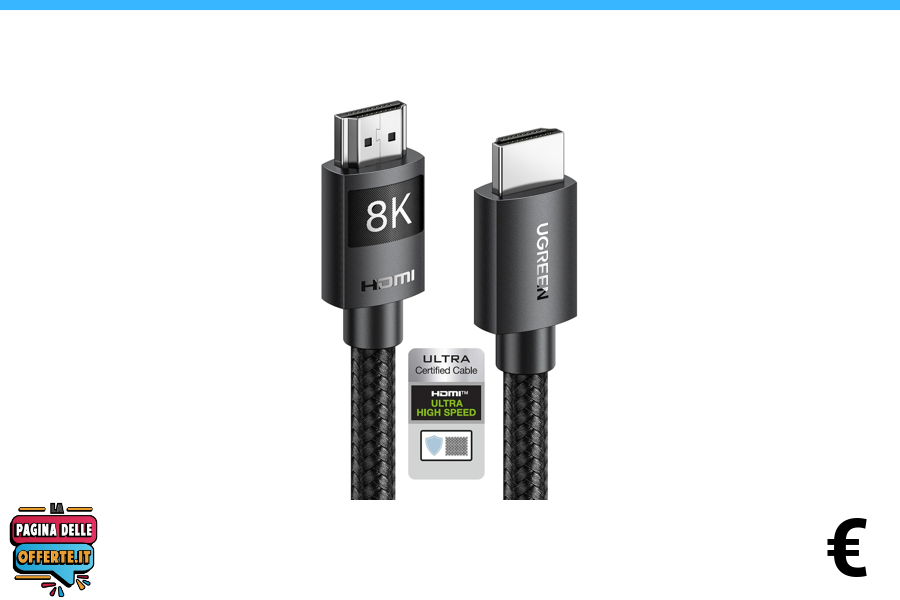 8K
HDMI
UGREEN
ULTRA
Certified Cable
HDMI™
ULTRA
HIGH SPEED
LA
PAGINA DELLE
OFFERTE.IT
€